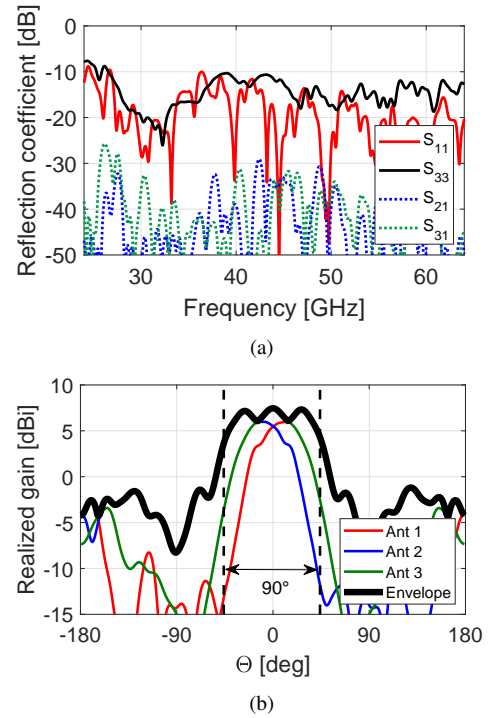 Reflection coefficient [dB]
0
-10
-20
-30
-40
-50
30
40
50
60
S11
S33
S21
S31
Frequency [GHz]
(a)
Realized gain [dBi]
10
5
0
-5
-10
-15
-180
-90
0
90
180
90°
Ant 1
Ant 2
Ant 3
Envelope
Θ [deg]
(b)